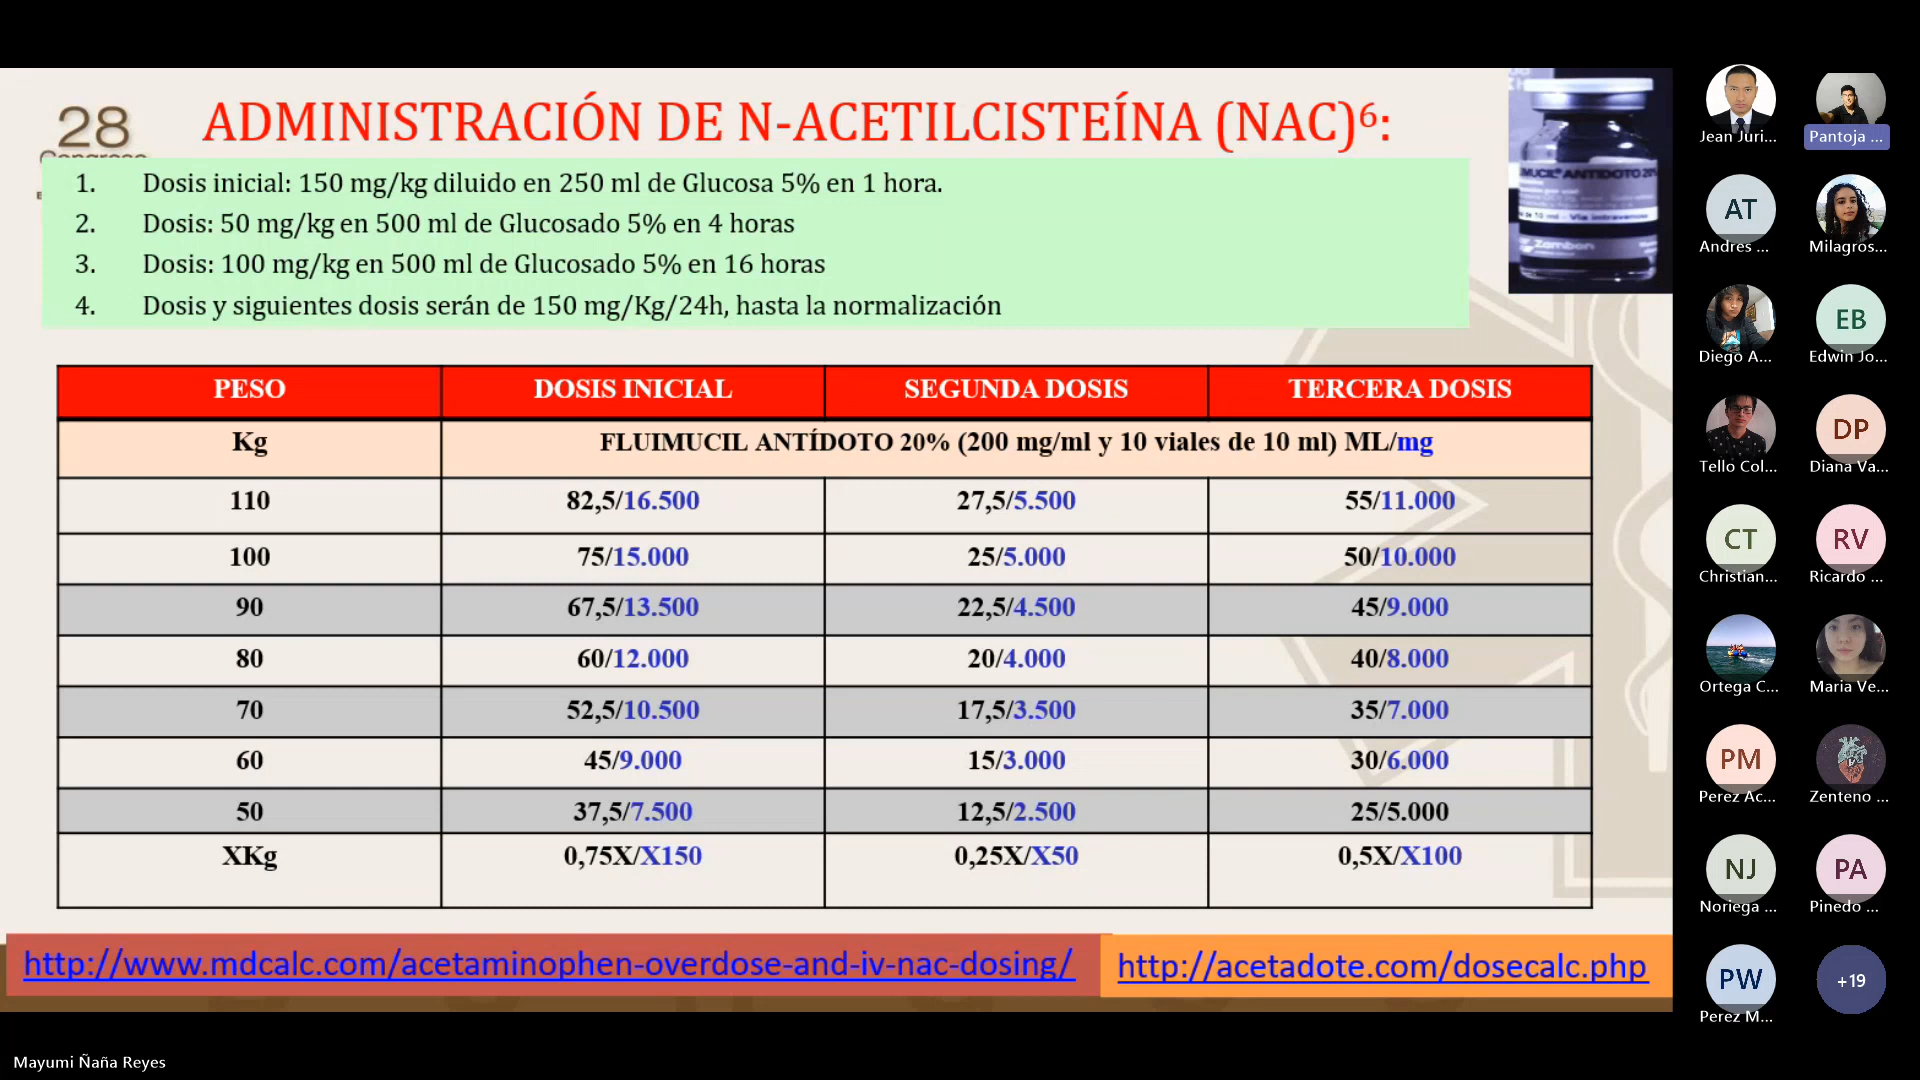 28
ADMINISTRACIÓN DE N-ACETILCISTEÍNA (NAC)⁶:
1. Dosis inicial: 150 mg/kg diluido en 250 ml de Glucosa 5% en 1 hora.
2. Dosis: 50 mg/kg en 500 ml de Glucosado 5% en 4 horas
3. Dosis: 100 mg/kg en 500 ml de Glucosado 5% en 16 horas
4. Dosis y siguientes dosis serán de 150 mg/Kg/24h, hasta la normalización
ANTIDOTO 20%
Zambon
PESO DOSIS INICIAL SEGUNDA DOSIS TERCERA DOSIS
Kg FLUIMUCIL ANTÍDOTO 20% (200 mg/ml y 10 viales de 10 ml) ML/mg
110 82,5/16.500 27,5/5.500 55/11.000
100 75/15.000 25/5.000 50/10.000
90 67,5/13.500 22,5/4.500 45/9.000
80 60/12.000 20/4.000 40/8.000
70 52,5/10.500 17,5/3.500 35/7.000
60 45/9.000 15/3.000 30/6.000
50 37,5/7.500 12,5/2.500 25/5.000
XKg 0,75X/X150 0,25X/X50 0,5X/X100
http://www.mdcalc.com/acetaminophen-overdose-and-iv-nac-dosing/
http://acetadote.com/dosecalc.php
Jean Juri... Pantoja ...
AT
Andres ... Milagros...
EB
Diego A... Edwin Jo...
DP
Tello Col... Diana Va...
CT RV
Christian... Ricardo ...
Ortega C... Maria Ve...
PM
Perez Ac... Zenteno ...
NJ PA
Noriega ... Pinedo ...
PW +19
Perez M...
Mayumi Ñaña Reyes